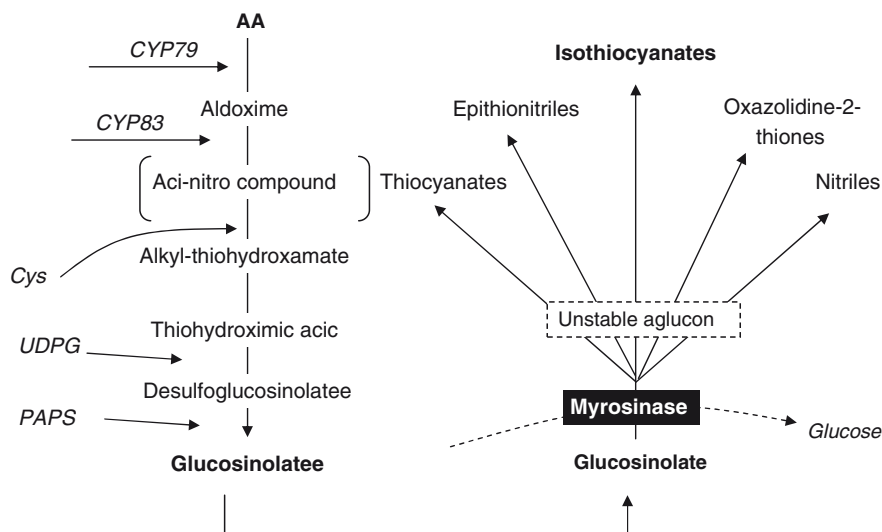 AA
CYP79
Aldoxime
CYP83
Aci-nitro compound
Cys
Alkyl-thiohydroxamate
Thiohydroximic acic
UDPG
Desulfoglucosinolatee
PAPS
Glucosinolatee
Isothiocyanates
Epithionitriles
Oxazolidine-2-
thiones
Thiocyanates
Nitriles
Unstable aglucon
Myrosinase
Glucose
Glucosinolate